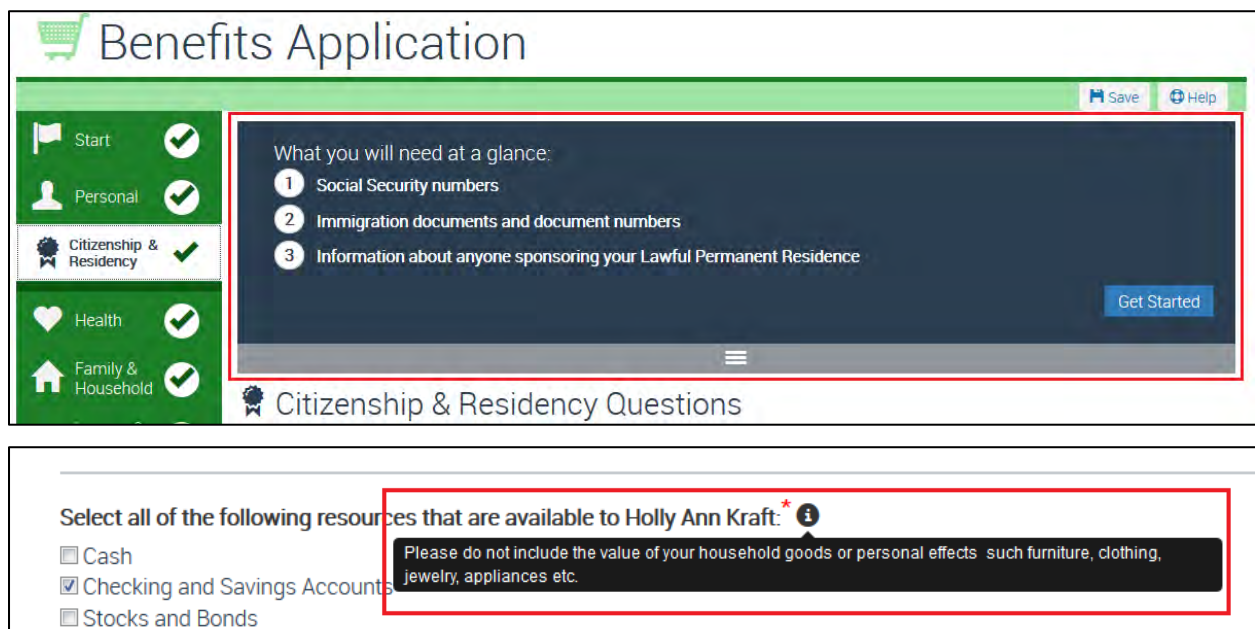 Benefits Application
Save Help
Start
Personal
Citizenship &
Residency
Health
Family &
Household
What you will need at a glance:
1 Social Security numbers
2 Immigration documents and document numbers
3 Information about anyone sponsoring your Lawful Permanent Residence
Get Started
Citizenship & Residency Questions
Select all of the following resources that are available to Holly Ann Kraft:*
Please do not include the value of your household goods or personal effects such furniture, clothing,
jewelry, appliances etc.
Cash
Checking and Savings Accounts
Stocks and Bonds